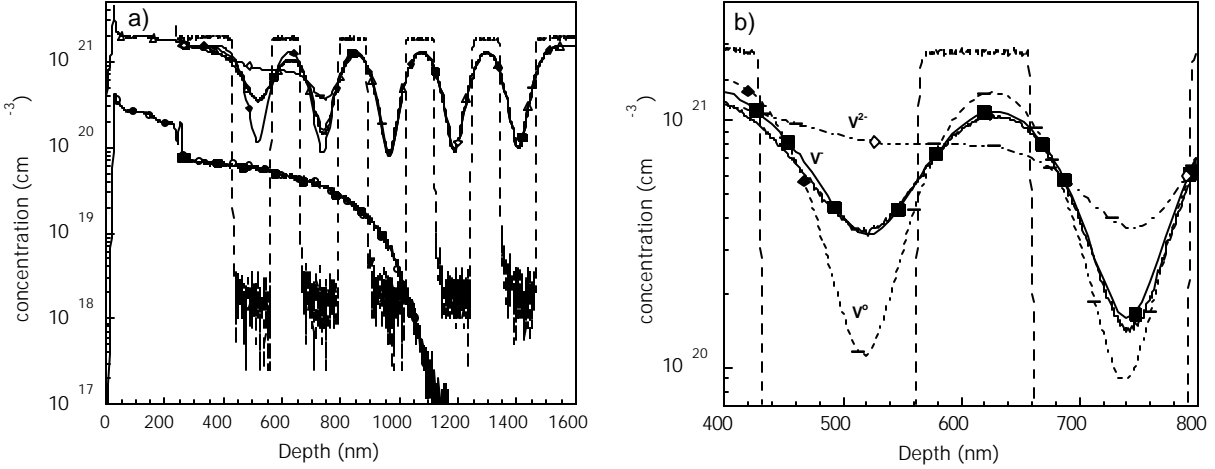 a)
10 21
10 20
10 19
10 18
10 17
concentration (cm -3)
0 200 400 600 800 1000 1200 1400 1600
Depth (nm)
b)
10 21
10 20
concentration (cm -3)
V2-
V-
Vo
400 500 600 700 800
Depth (nm)